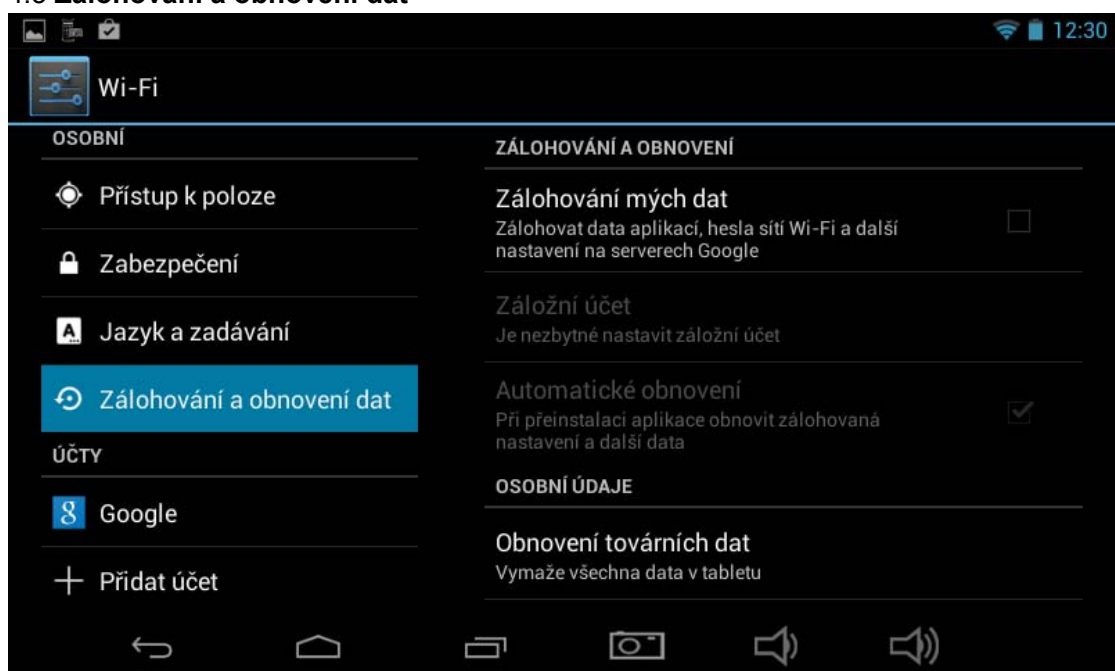 Zálohování a obnovení dat
12:30
Wi-Fi
OSOBNÍ
Přístup k poloze
Zabezpečení
Jazyk a zadávání
Zálohování a obnovení dat
ÚČTY
Google
Přidat účet
ZÁLOHOVÁNÍ A OBNOVENÍ
Zálohování mých dat
Zálohovat data aplikací, hesla sítí Wi-Fi a další
nastavení na serverech Google
Záložní účet
Je nezbytné nastavit záložní účet
Automatické obnovení
Při přeinstalaci aplikace obnovit zálohovaná
nastavení a další data
OSOBNÍ ÚDAJE
Obnovení továrních dat
Vymaže všechna data v tabletu